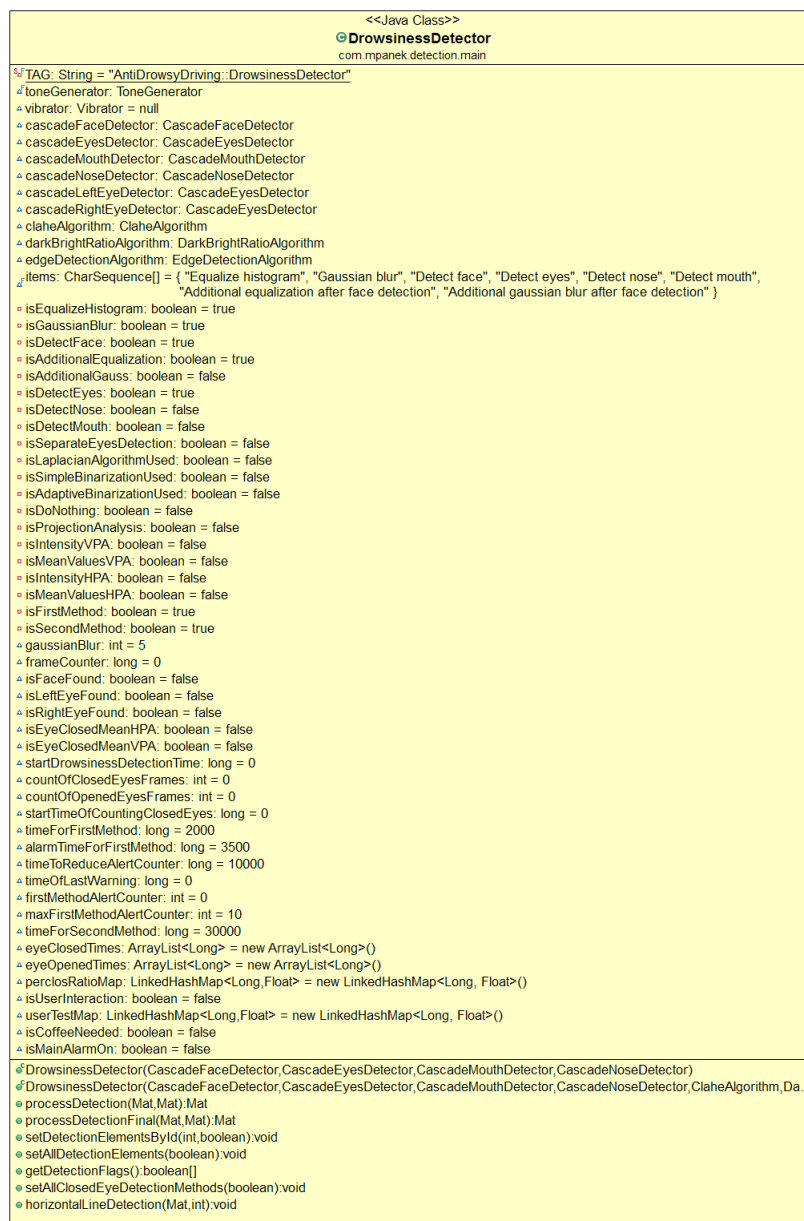 <<Java Class>>
DrowsinessDetector
com.mpanek.detection.main
TAG: String = "AntiDrowsyDriving::DrowsinessDetector"
toneGenerator: ToneGenerator
vibrator: Vibrator = null
cascadeFaceDetector: CascadeFaceDetector
cascadeEyesDetector: CascadeEyesDetector
cascadeMouthDetector: CascadeMouthDetector
cascadeNoseDetector: CascadeNoseDetector
cascadeLeftEyeDetector: CascadeEyesDetector
cascadeRightEyeDetector: CascadeEyesDetector
claheAlgorithm: ClaheAlgorithm
darkBrightRatioAlgorithm: DarkBrightRatioAlgorithm
edgeDetectionAlgorithm: EdgeDetectionAlgorithm
items: CharSequence[] = { "Equalize histogram", "Gaussian blur", "Detect face", "Detect eyes", "Detect nose", "Detect mouth",
"Additional equalization after face detection", "Additional gaussian blur after face detection" }
isEqualizeHistogram: boolean = true
isGaussianBlur: boolean = true
isDetectFace: boolean = true
isAdditionalEqualization: boolean = true
isAdditionalGauss: boolean = false
isDetectEyes: boolean = true
isDetectNose: boolean = false
isDetectMouth: boolean = false
isSeparateEyesDetection: boolean = false
isLaplacianAlgorithmUsed: boolean = false
isSimpleBinarizationUsed: boolean = false
isAdaptiveBinarizationUsed: boolean = false
isDoNothing: boolean = false
isProjectionAnalysis: boolean = false
isIntensityVPA: boolean = false
isMeanValuesVPA: boolean = false
isIntensityHPA: boolean = false
isMeanValuesHPA: boolean = false
isFirstMethod: boolean = true
isSecondMethod: boolean = true
gaussianBlur: int = 5
frameCounter: long = 0
isFaceFound: boolean = false
isLeftEyeFound: boolean = false
isRightEyeFound: boolean = false
isEyeClosedMeanHPA: boolean = false
isEyeClosedMeanVPA: boolean = false
startDrowsinessDetectionTime: long = 0
countOfClosedEyesFrames: int = 0
countOfOpenedEyesFrames: int = 0
startTimeOfCountingClosedEyes: long = 0
timeForFirstMethod: long = 2000
alarmTimeForFirstMethod: long = 3500
timeToReduceAlertCounter: long = 10000
timeOfLastWarning: long = 0
firstMethodAlertCounter: int = 0
maxFirstMethodAlertCounter: int = 10
timeForSecondMethod: long = 30000
eyeClosedTimes: ArrayList<Long> = new ArrayList<Long>()
eyeOpenedTimes: ArrayList<Long> = new ArrayList<Long>()
perclosRatioMap: LinkedHashMap<Long,Float> = new LinkedHashMap<Long, Float>()
isUserInteraction: boolean = false
userTestMap: LinkedHashMap<Long,Float> = new LinkedHashMap<Long, Float>()
isCoffeeNeeded: boolean = false
isMainAlarmOn: boolean = false
DrowsinessDetector(CascadeFaceDetector,CascadeEyesDetector,CascadeMouthDetector,CascadeNoseDetector)
DrowsinessDetector(CascadeFaceDetector,CascadeEyesDetector,CascadeMouthDetector,CascadeNoseDetector,ClaheAlgorithm,Da..
processDetection(Mat,Mat):Mat
processDetectionFinal(Mat,Mat):Mat
setDetectionElementsById(int,boolean):void
setAllDetectionElements(boolean):void
getDetectionFlags():boolean[]
setAllClosedEyeDetectionMethods(boolean):void
horizontalLineDetection(Mat,int):void